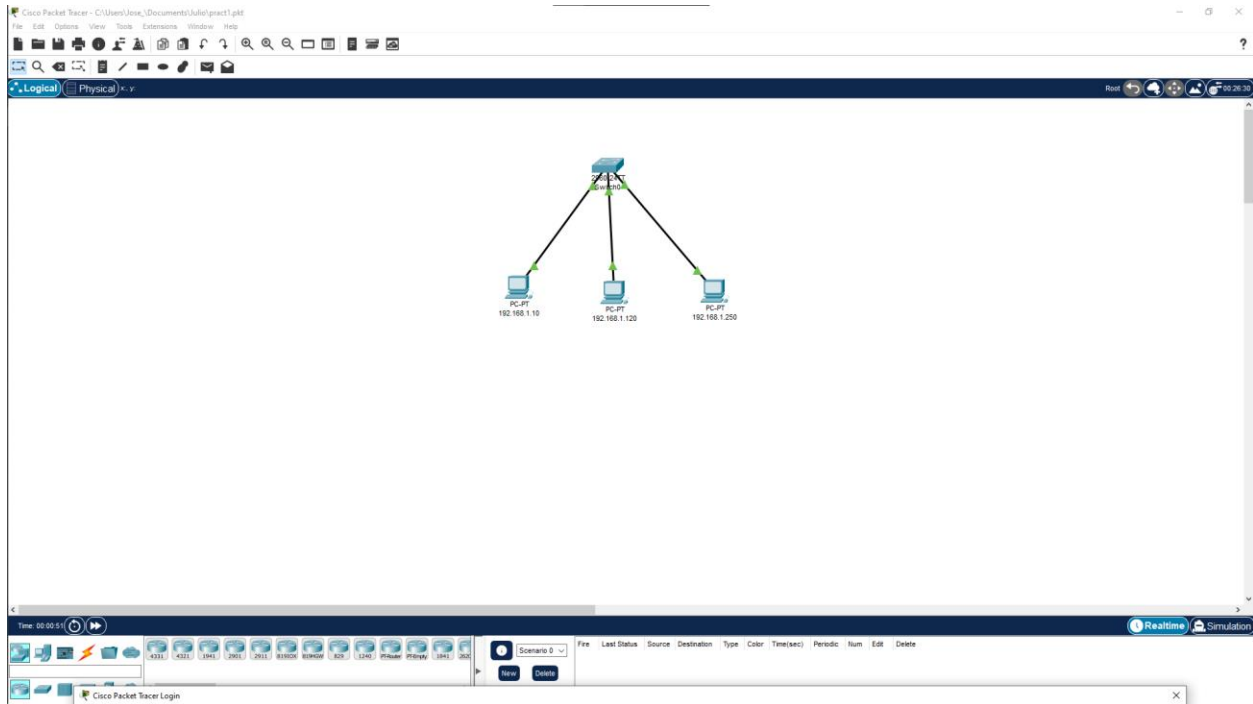 Cisco Packet Tracer - C:\Users\Jose_\Documents\Julio\pract1.pkt
File Edit Options View Tools Extensions Window Help
?
Logical Physical x: y:
Root 00:26:30
Switch0
PC-PT
192.168.1.10
PC-PT
192.168.1.120
PC-PT
192.168.1.250
Time: 00:00:51
Realtime Simulation
4331 4321 1941 2901 2911 819IOX 819HGW 829 1240 PT-Router PT-Empty 1841
Scenario 0
Fire Last Status Source Destination Type Color Time(sec) Periodic Num Edit Delete
New Delete
Cisco Packet Tracer Login